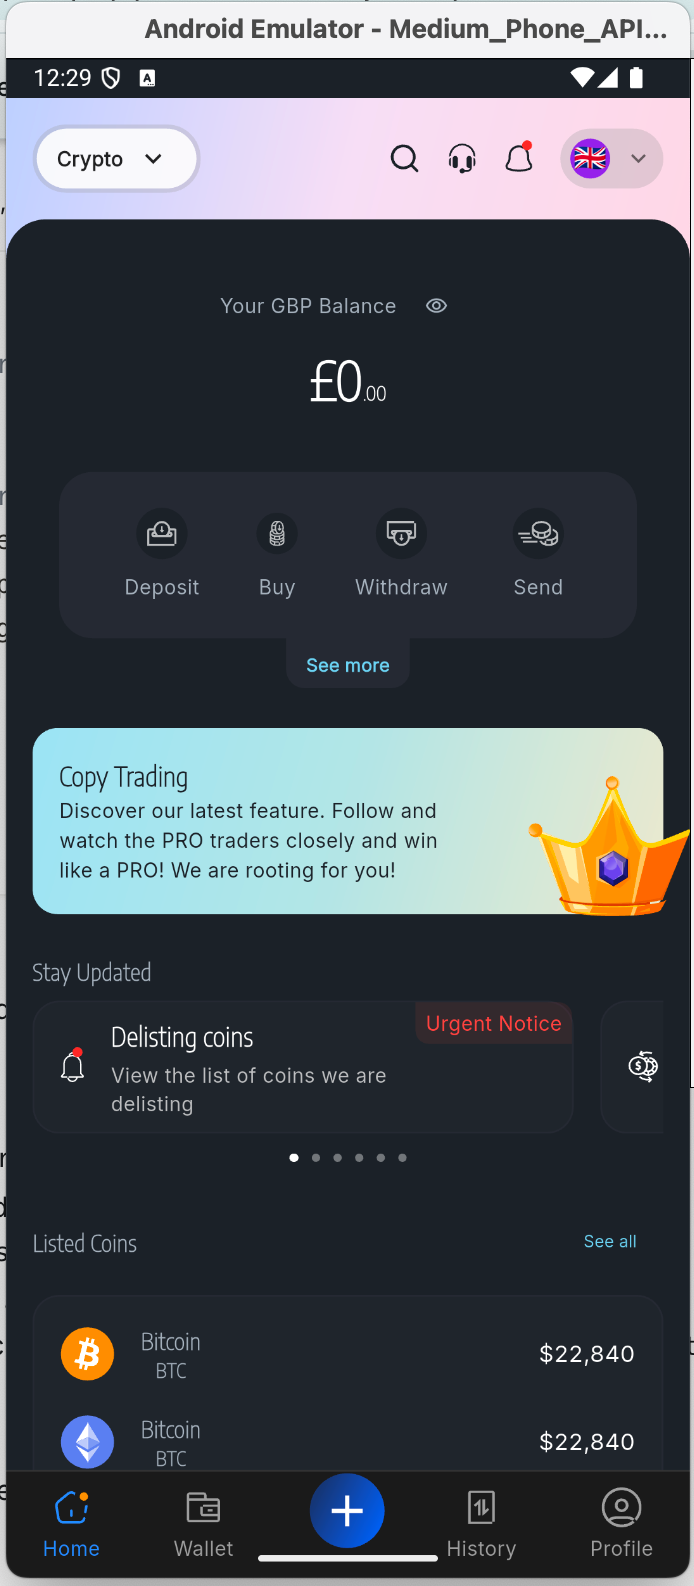 Android Emulator - Medium_Phone_API...
12:29
A
Crypto
Your GBP Balance
£0.00
Deposit
Buy
Withdraw
Send
See more
Copy Trading
Discover our latest feature. Follow and
watch the PRO traders closely and win
like a PRO! We are rooting for you!
Stay Updated
Urgent Notice
Delisting coins
View the list of coins we are
delisting
Listed Coins
See all
Bitcoin
BTC
$22,840
Bitcoin
BTC
$22,840
Home
Wallet
History
Profile